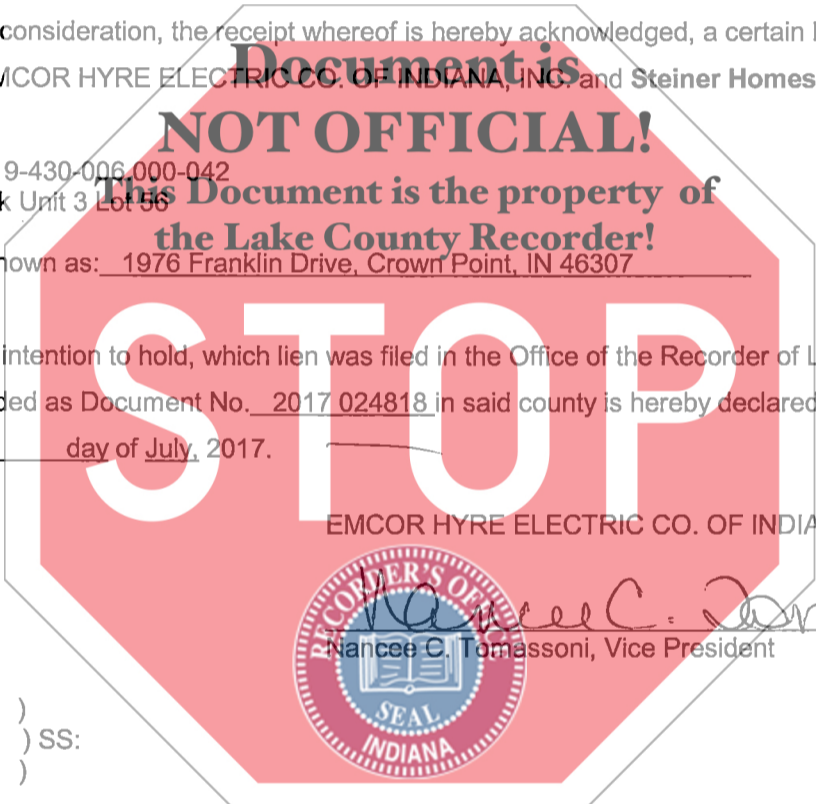 consideration, the receipt whereof is hereby acknowledged, a certain
Document is
EMCOR HYRE ELECTRIC CO. OF INDIANA, INC. and Steiner Homes
NOT OFFICIAL!
9-430-006.000-042
This Document is the property of
k Unit 3 Lot 56
the Lake County Recorder!
own as: 1976 Franklin Drive, Crown Point, IN 46307
STOP
intention to hold, which lien was filed in the Office of the Recorder of L
ded as Document No. 2017 024818 in said county is hereby declared
day of July, 2017.
EMCOR HYRE ELECTRIC CO. OF INDIA
Nancee C. Tom
Nancee C. Tomassoni, Vice President
RECORDER'S OFFICE
SEAL
INDIANA
)
) SS:
)